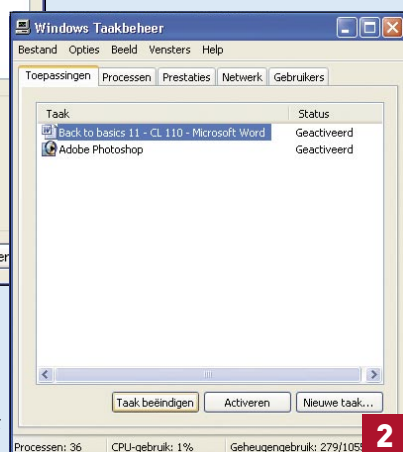 Windows Taakbeheer
Bestand Opties Beeld Vensters Help
Toepassingen Processen Prestaties Netwerk Gebruikers
Taak Status
Back to basics 11 - CL 110 - Microsoft Word Geactiveerd
Adobe Photoshop Geactiveerd
Taak beëindigen Activeren Nieuwe taak...
Processen: 36 CPU-gebruik: 1% Geheugengebruik: 279/105
2